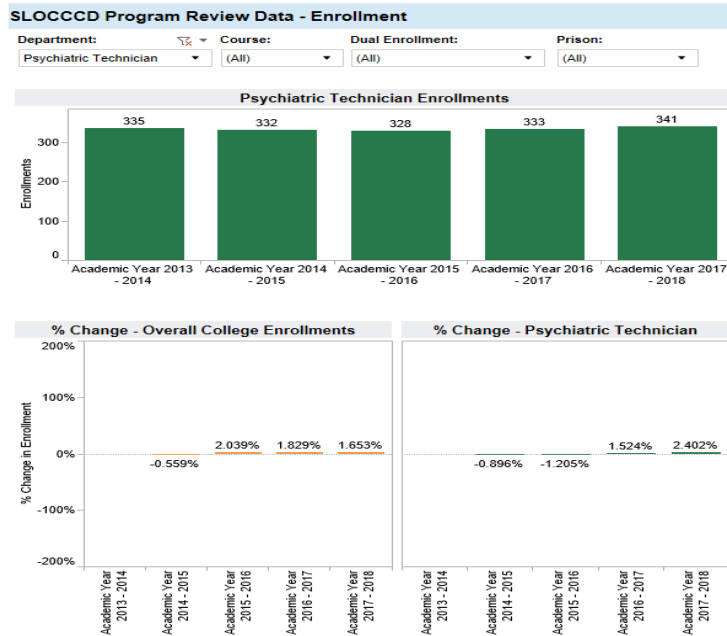 SLOCCCD Program Review Data - Enrollment
Department: Course: Dual Enrollment: Prison:
Psychiatric Technician (All) (All) (All)
Psychiatric Technician Enrollments
335 332 328 333 341
Enrollments
300
200
100
0
Academic Year 2013 - 2014
Academic Year 2014 - 2015
Academic Year 2015 - 2016
Academic Year 2016 - 2017
Academic Year 2017 - 2018
% Change - Overall College Enrollments
% Change in Enrollment
200%
100%
0%
-100%
-200%
-0.559% 2.039% 1.829% 1.653%
Academic Year 2013 - 2014
Academic Year 2014 - 2015
Academic Year 2015 - 2016
Academic Year 2016 - 2017
Academic Year 2017 - 2018
% Change - Psychiatric Technician
-0.896% -1.205% 1.524% 2.402%
Academic Year 2013 - 2014
Academic Year 2014 - 2015
Academic Year 2015 - 2016
Academic Year 2016 - 2017
Academic Year 2017 - 2018